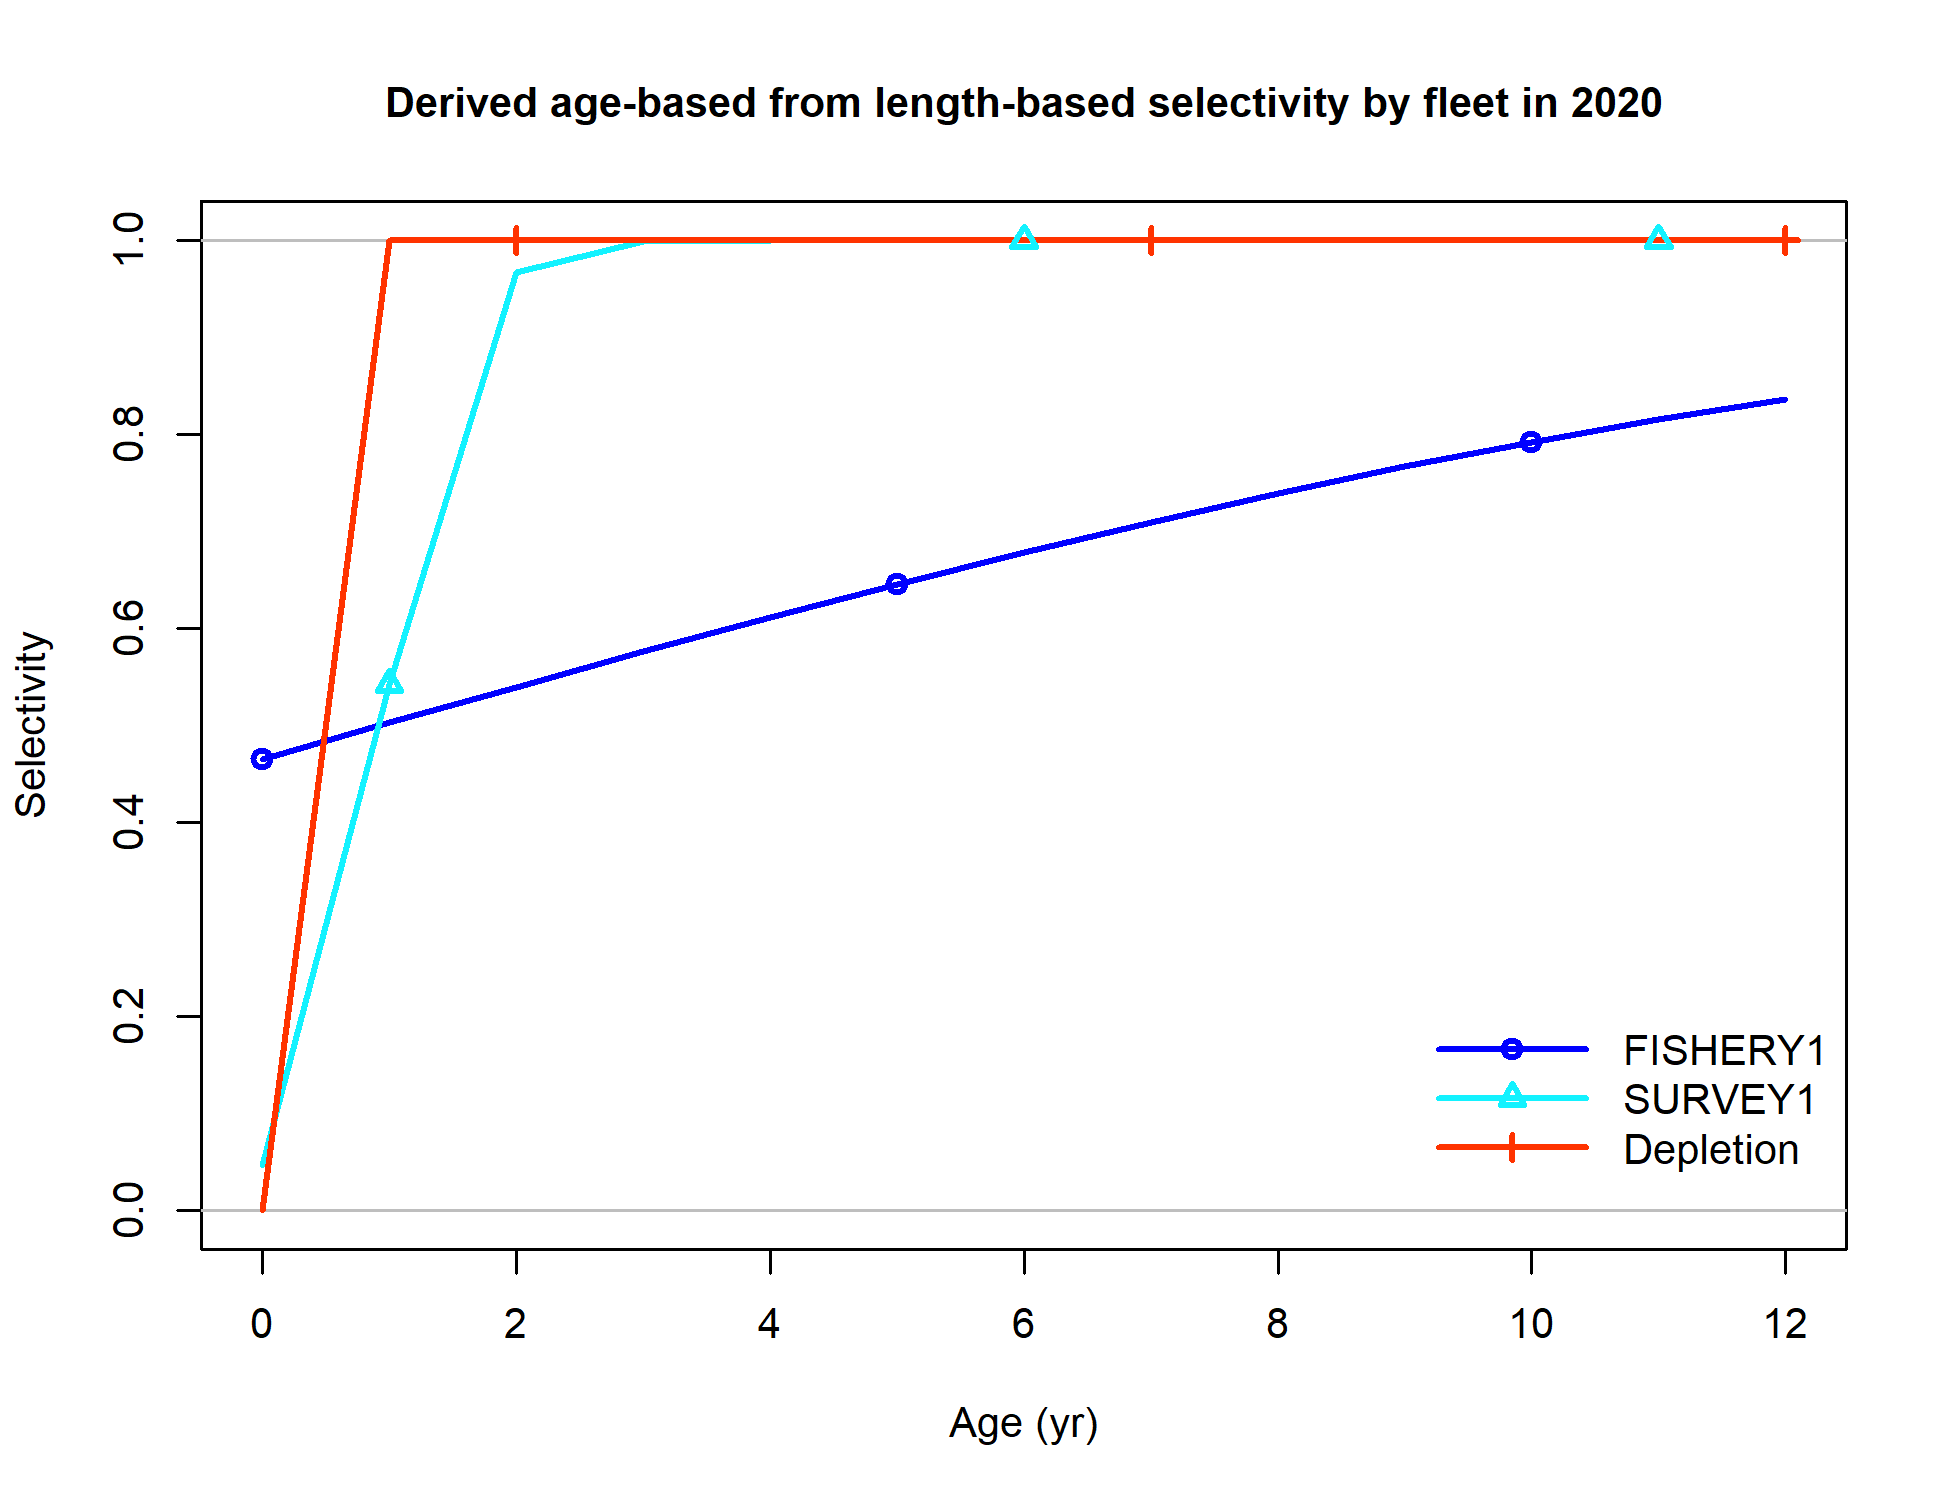 Derived age-based from length-based selectivity by fleet in 2020
Selectivity
1.0
0.8
0.6
0.4
0.2
0.0
FISHERY1
SURVEY1
Depletion
0 2 4 6 8 10 12
Age (yr)